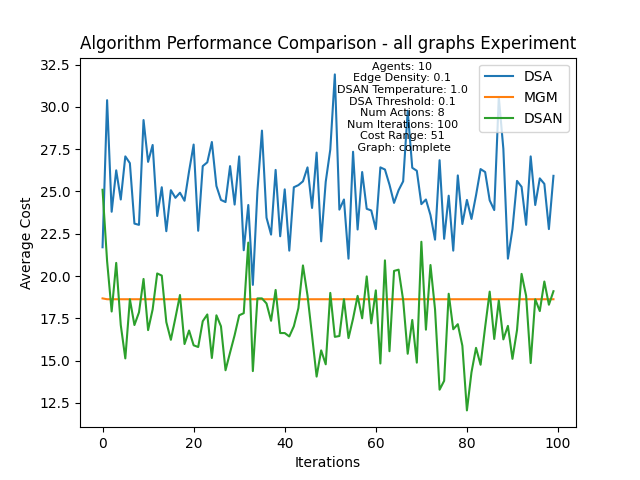 Algorithm Performance Comparison - all graphs Experiment
Agents: 10
Edge Density: 0.1
DSAN Temperature: 1.0
DSA Threshold: 0.1
Num Actions: 8
Num Iterations: 100
Cost Range: 51
Graph: complete
DSA
MGM
DSAN
Average Cost
32.5
30.0
27.5
25.0
22.5
20.0
17.5
15.0
12.5
0
20
40
60
80
100
Iterations